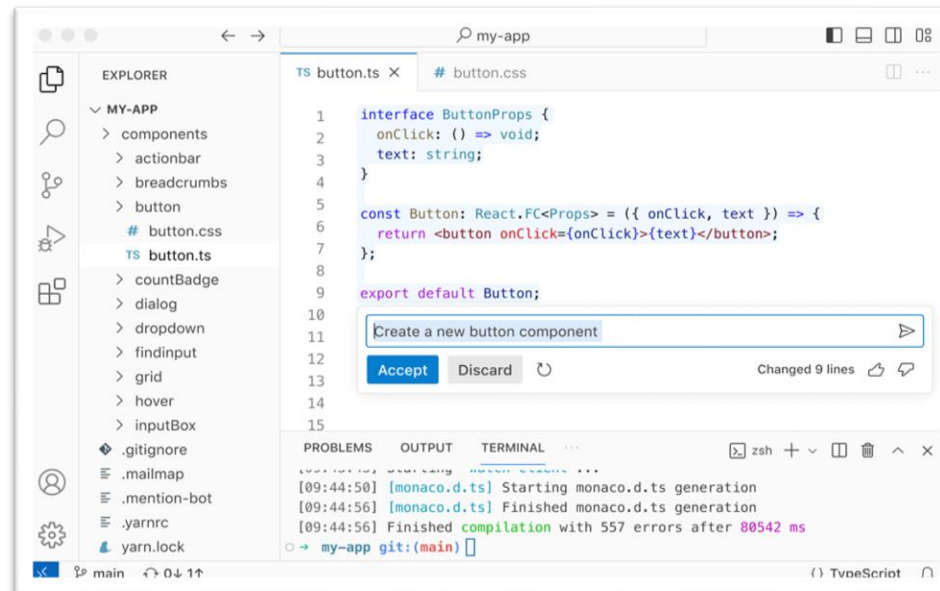 my-app
EXPLORER
MY-APP
components
actionbar
breadcrumbs
button
# button.css
TS button.ts
countBadge
dialog
dropdown
findinput
grid
hover
inputBox
.gitignore
.mailmap
.mention-bot
.yarnrc
yarn.lock
TS button.ts
# button.css
1 interface ButtonProps {
2 onClick: () => void;
3 text: string;
4 }
5
6 const Button: React.FC<Props> = ({ onClick, text }) => {
7 return <button onClick={onClick}>{text}</button>;
8 };
9 export default Button;
10
11
12
13
14
15
Create a new button component
Accept Discard Changed 9 lines
PROBLEMS OUTPUT TERMINAL ··· zsh
[09:44:50] [monaco.d.ts] Starting monaco.d.ts generation
[09:44:56] [monaco.d.ts] Finished monaco.d.ts generation
[09:44:56] Finished compilation with 557 errors after 80542 ms
my-app git:(main)
main 0↓ 1↑ {} TypeScript